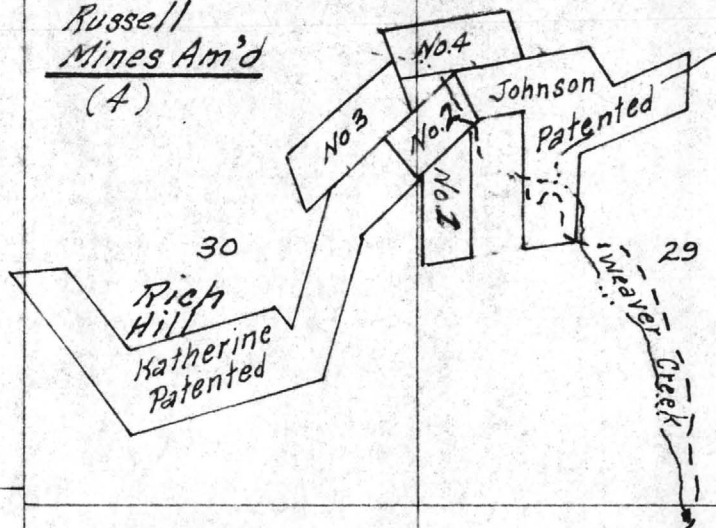 Russell
Mines Am'd
(4)
No.4
Johnson
Patented
No 3
No.2
No.1
30
29
Rich
Hill
Katherine
Patented
Weaver Creek